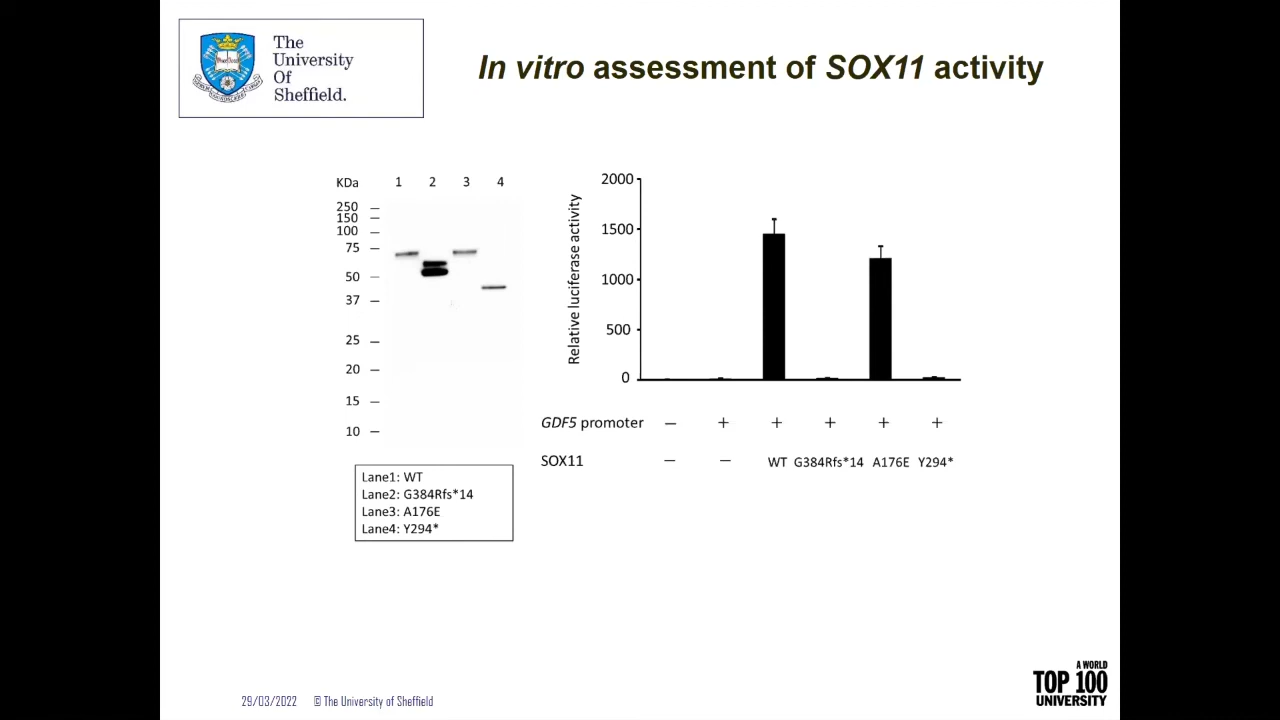 The
University
Of
Sheffield.
In vitro assessment of SOX11 activity
KDa 1 2 3 4
250
150
100
75
50
37
25
20
15
10
Lane1: WT
Lane2: G384Rfs*14
Lane3: A176E
Lane4: Y294*
Relative luciferase activity
2000
1500
1000
500
0
GDF5 promoter — + + + + +
SOX11 — — WT G384Rfs*14 A176E Y294*
29/03/2022 © The University of Sheffield
A WORLD
TOP 100
UNIVERSITY